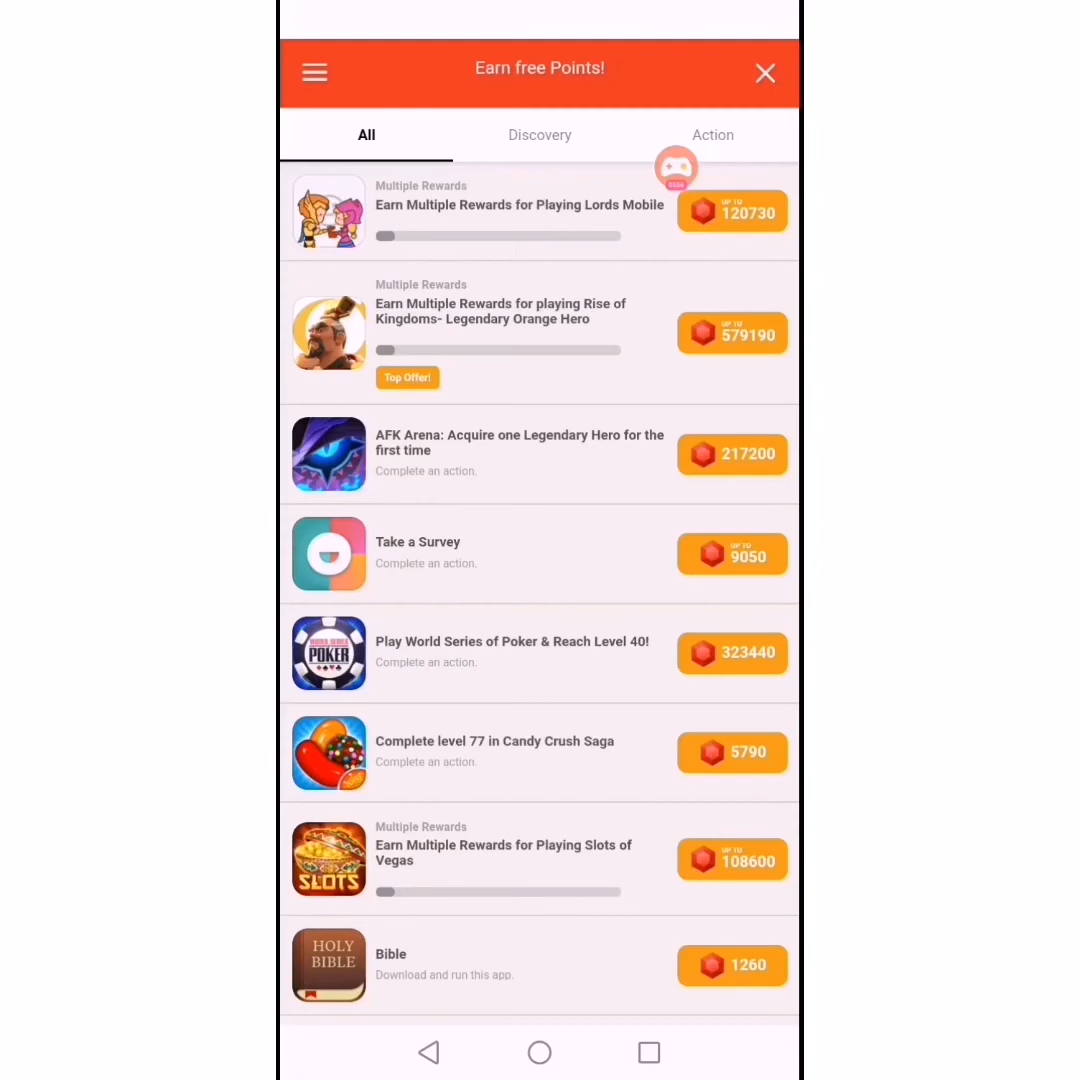 Earn free Points!
All
Discovery
Action
Multiple Rewards
Earn Multiple Rewards for Playing Lords Mobile
UP TO
120730
Multiple Rewards
Earn Multiple Rewards for playing Rise of
Kingdoms- Legendary Orange Hero
Top Offer!
UP TO
579190
AFK Arena: Acquire one Legendary Hero for the
first time
Complete an action.
217200
Take a Survey
Complete an action.
UP TO
9050
WORLD SERIES
POKER
Play World Series of Poker & Reach Level 40!
Complete an action.
323440
Complete level 77 in Candy Crush Saga
Complete an action.
5790
SLOTS
Multiple Rewards
Earn Multiple Rewards for Playing Slots of
Vegas
UP TO
108600
HOLY
BIBLE
Bible
Download and run this app.
1260